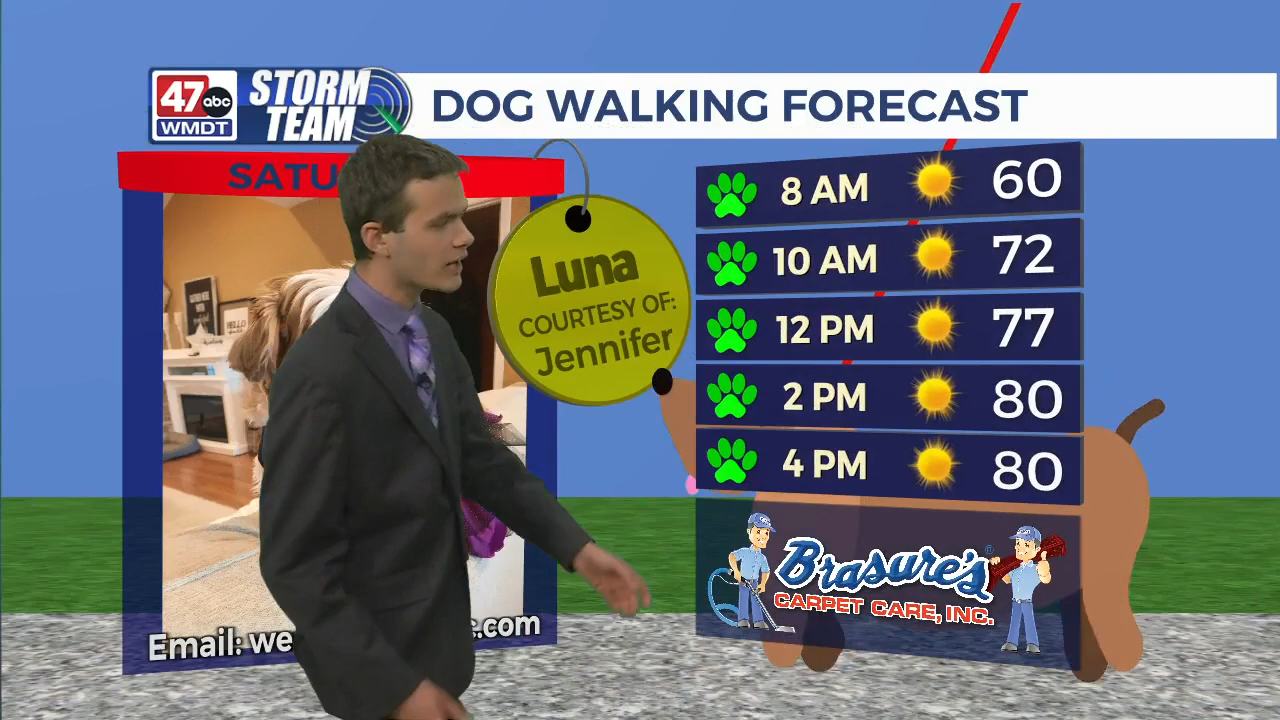 47 abc
WMDT
STORM
TEAM
DOG WALKING FORECAST
SATU
Luna
COURTESY OF:
Jennifer
8 AM 60
10 AM 72
12 PM 77
2 PM 80
4 PM 80
Brasure's®
CARPET CARE, INC.
Email: we
.com